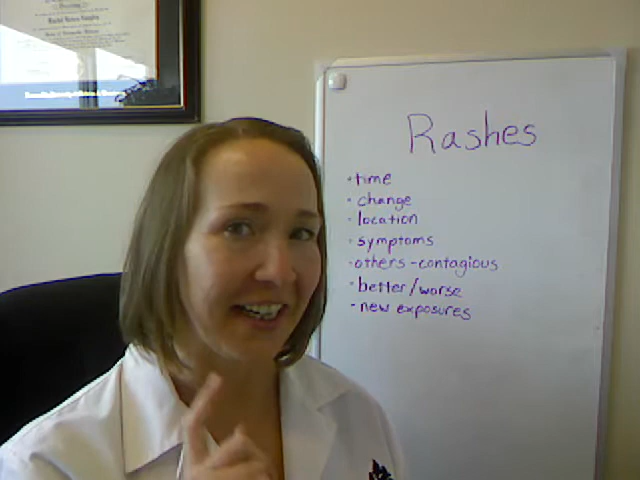 Rashes
• time
• change
• location
• symptoms
• others - contagious
• better/worse
• new exposures